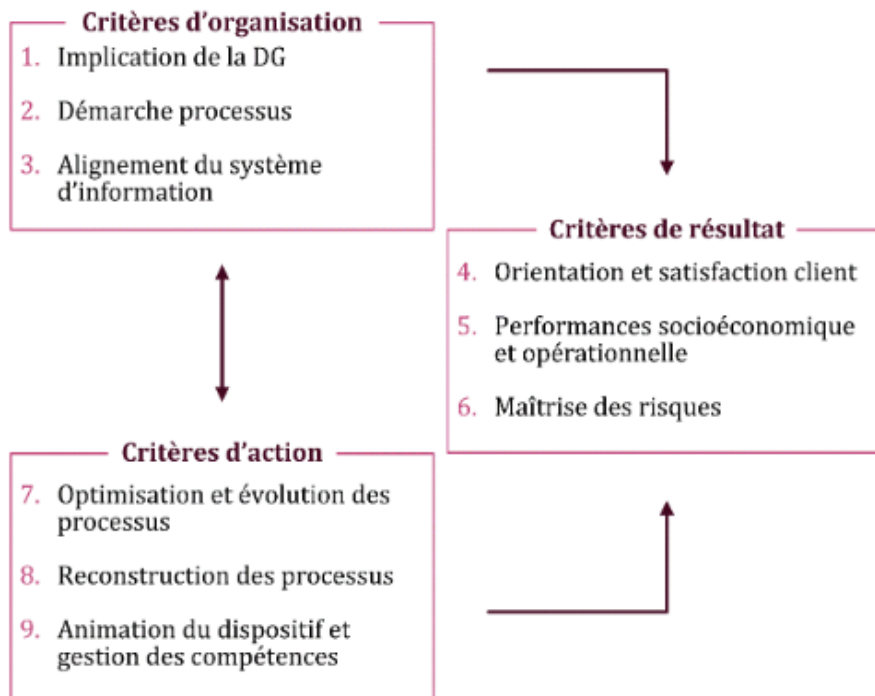 Critères d'organisation
1. Implication de la DG
2. Démarche processus
3. Alignement du système
d'information
Critères de résultat
4. Orientation et satisfaction client
5. Performances socioéconomique
et opérationnelle
6. Maîtrise des risques
Critères d'action
7. Optimisation et évolution des
processus
8. Reconstruction des processus
9. Animation du dispositif et
gestion des compétences